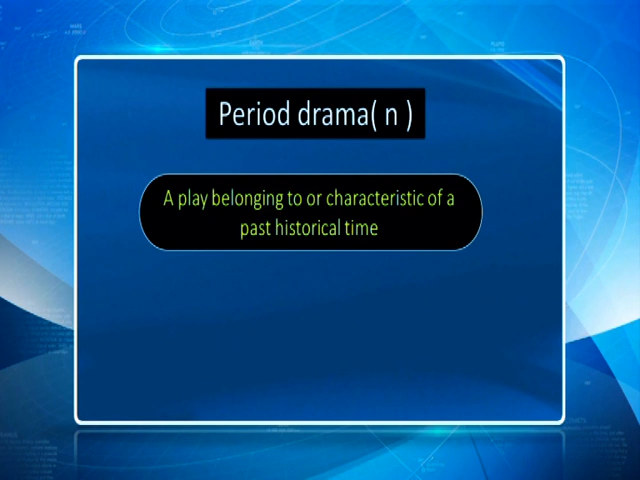 Period drama( n )
A play belonging to or characteristic of a
past historical time